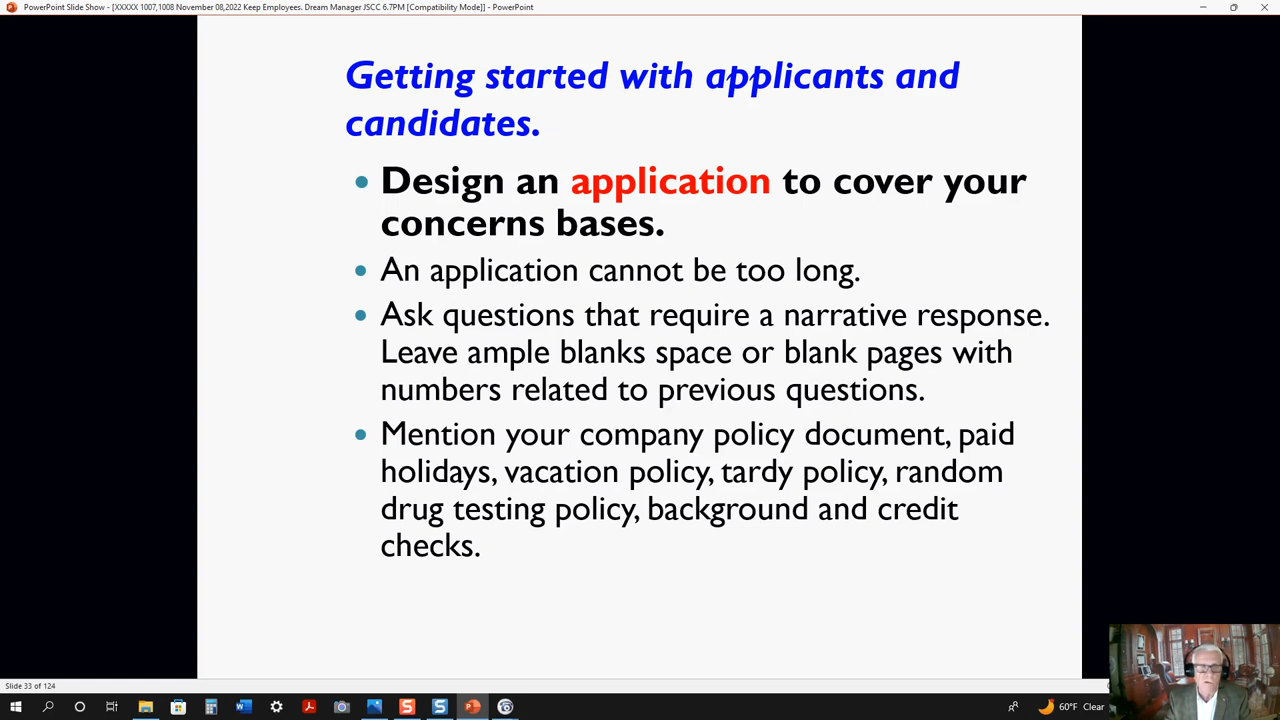 PowerPoint Slide Show - [XXXXX 1007,1008 November 08,2022 Keep Employees. Dream Manager JSCC 6.7PM [Compatibility Mode]] - PowerPoint
Getting started with applicants and
candidates.
• Design an application to cover your
concerns bases.
• An application cannot be too long.
• Ask questions that require a narrative response.
Leave ample blanks space or blank pages with
numbers related to previous questions.
• Mention your company policy document, paid
holidays, vacation policy, tardy policy, random
drug testing policy, background and credit
checks.
Slide 33 of 124
60°F Clear